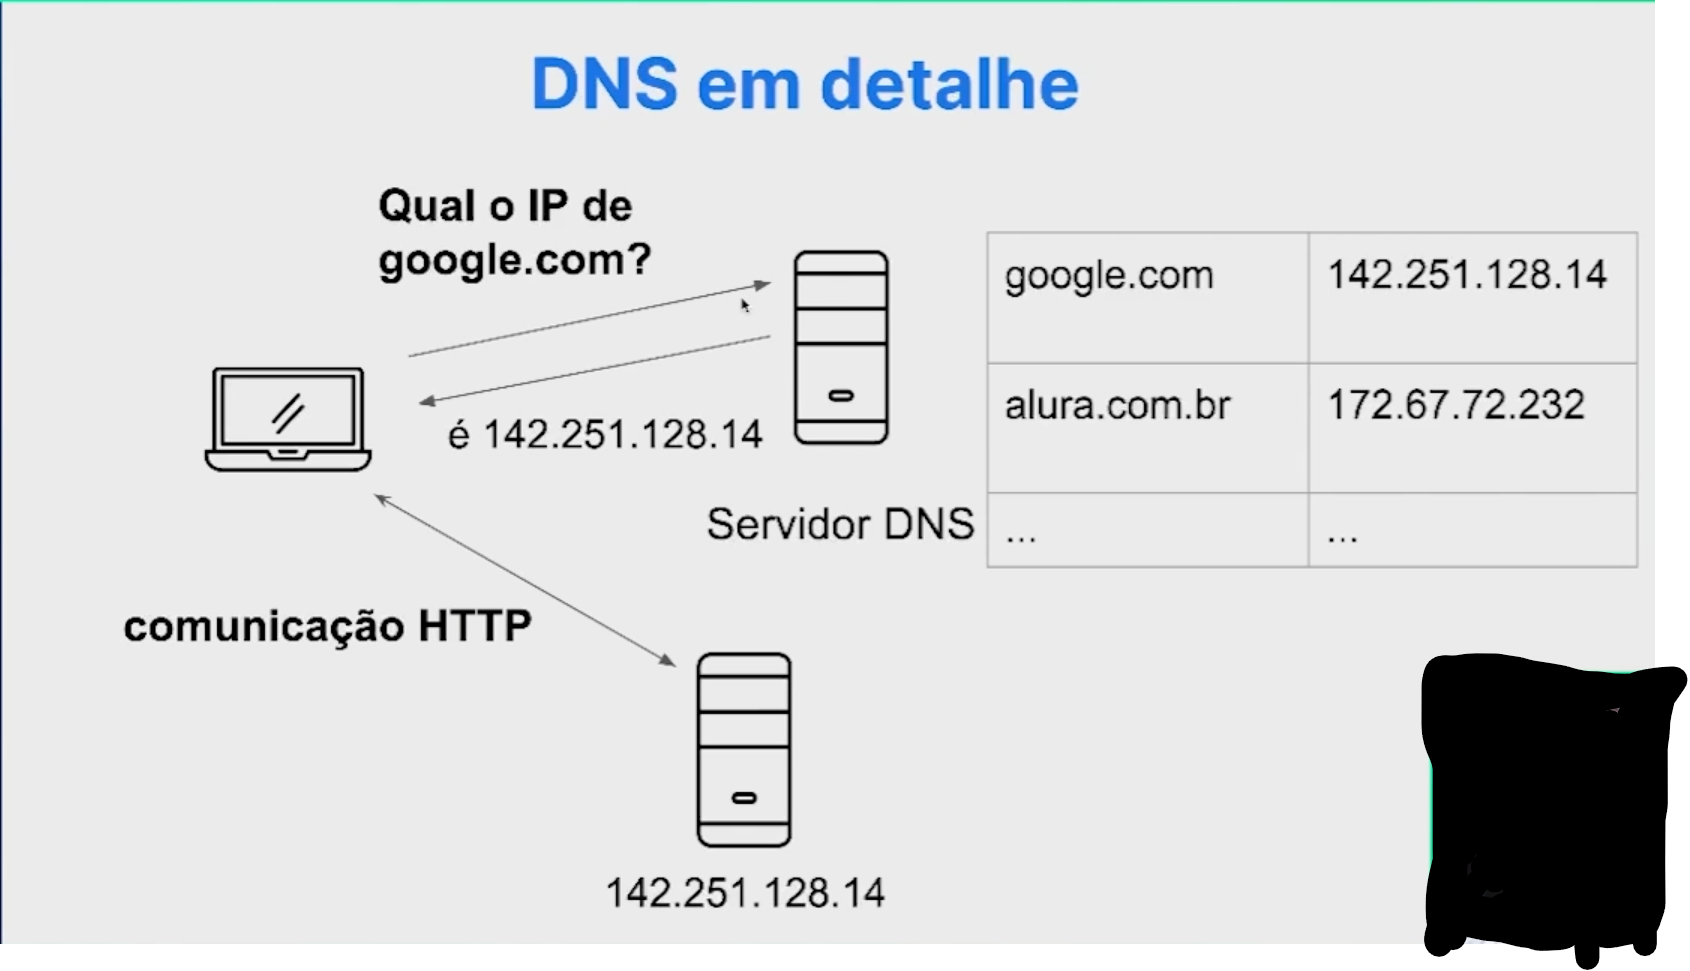 DNS em detalhe
Qual o IP de
google.com?
é 142.251.128.14
Servidor DNS
google.com 142.251.128.14
alura.com.br 172.67.72.232
... ...
comunicação HTTP
142.251.128.14